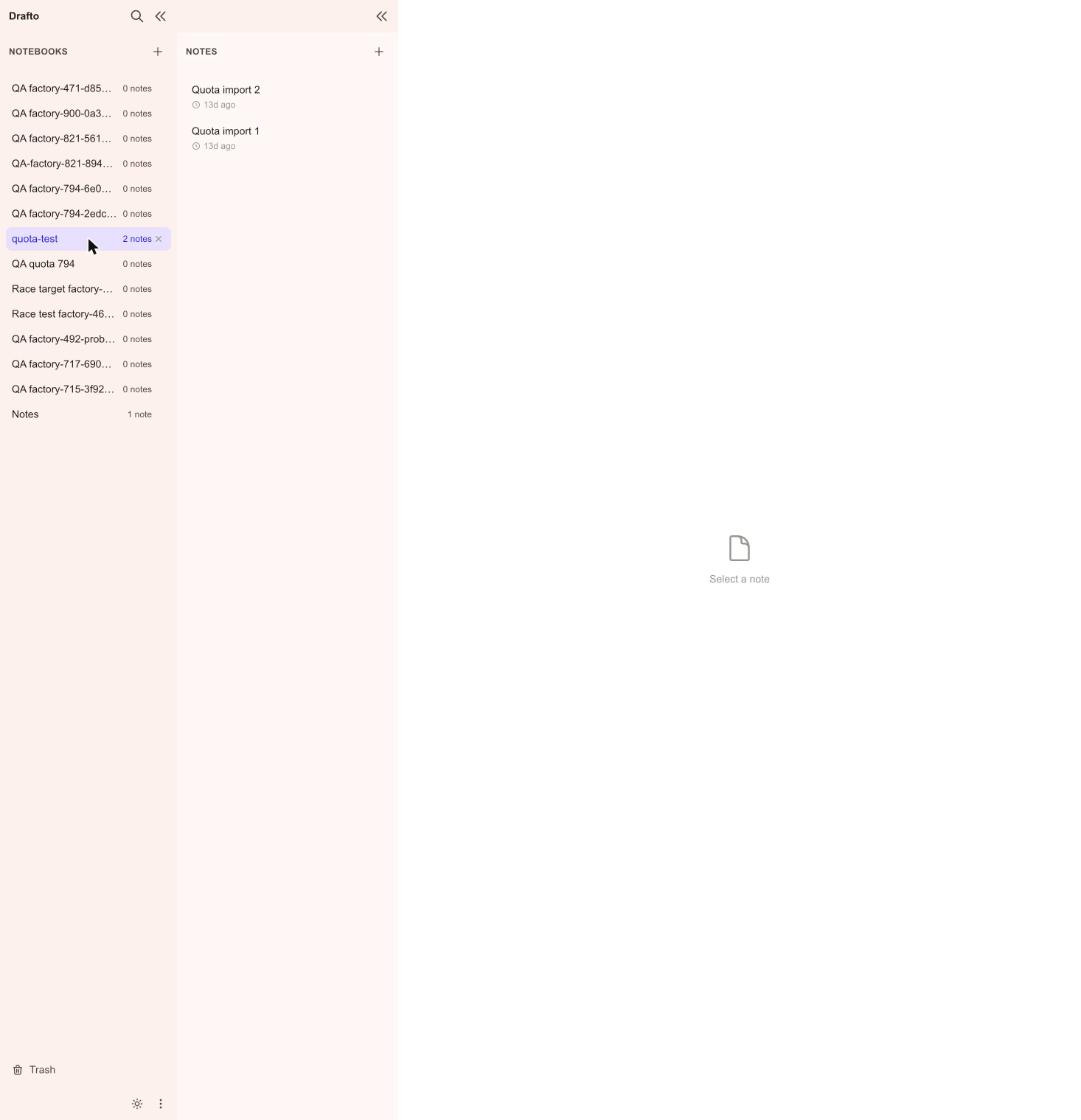 Drafto
NOTEBOOKS
QA factory-471-d85… 0 notes
QA factory-900-0a3… 0 notes
QA factory-821-561… 0 notes
QA-factory-821-894… 0 notes
QA factory-794-6e0… 0 notes
QA factory-794-2edc… 0 notes
quota-test 2 notes
QA quota 794 0 notes
Race target factory-… 0 notes
Race test factory-46… 0 notes
QA factory-492-prob… 0 notes
QA factory-717-690… 0 notes
QA factory-715-3f92… 0 notes
Notes 1 note
Trash
NOTES
Quota import 2
13d ago
Quota import 1
13d ago
Select a note